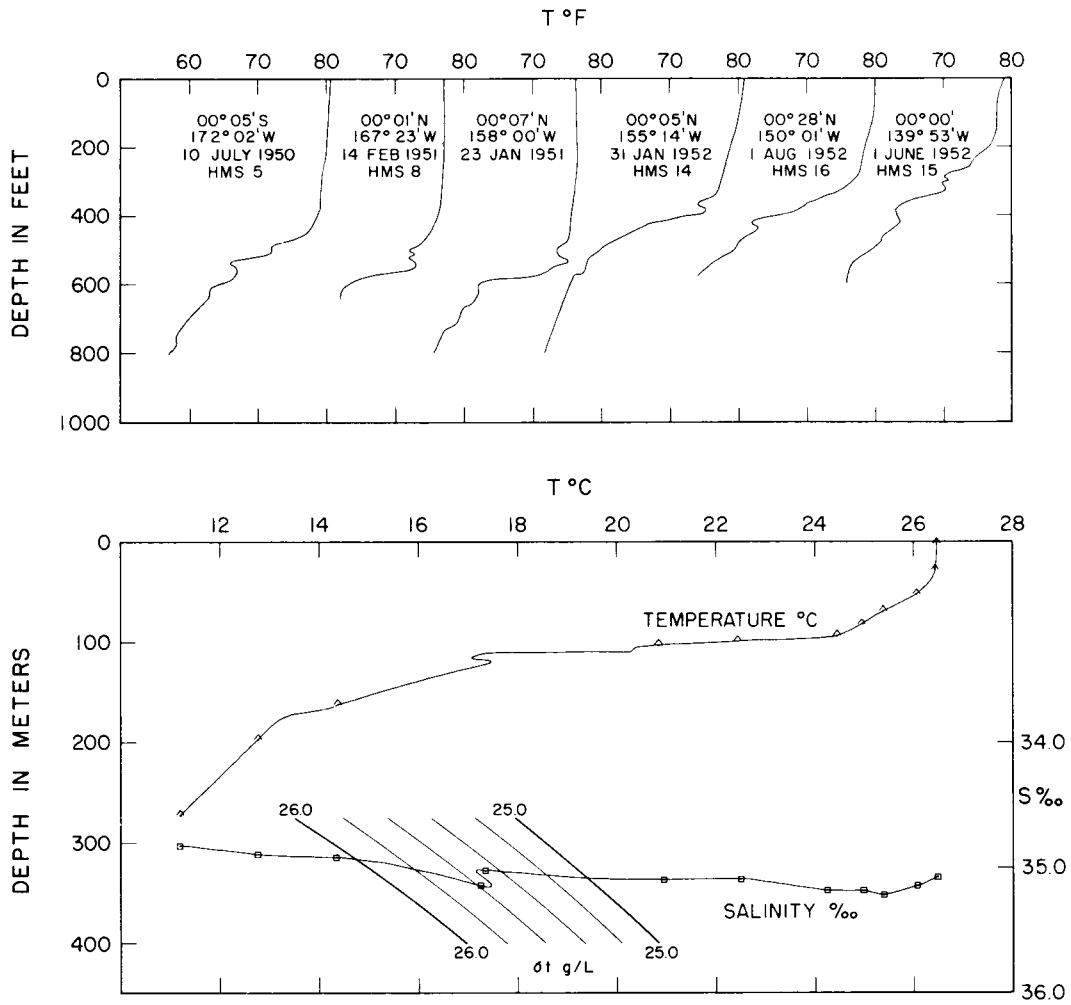 T °F
60 70 80 70 80 70 80 70 80 70 80 70 80
DEPTH IN FEET
0
200
400
600
800
1000
00° 05'S
172° 02'W
10 JULY 1950
HMS 5
00° 01'N
167° 23'W
14 FEB 1951
HMS 8
00° 07'N
158° 00'W
23 JAN 1951
00° 05'N
155° 14'W
31 JAN 1952
HMS 14
00° 28'N
150° 01'W
1 AUG 1952
HMS 16
00° 00'
139° 53'W
1 JUNE 1952
HMS 15
T °C
12 14 16 18 20 22 24 26 28
DEPTH IN METERS
0
100
200
300
400
TEMPERATURE °C
34.0
S‰
35.0
36.0
26.0
25.0
SALINITY ‰
26.0
25.0
σt g/L